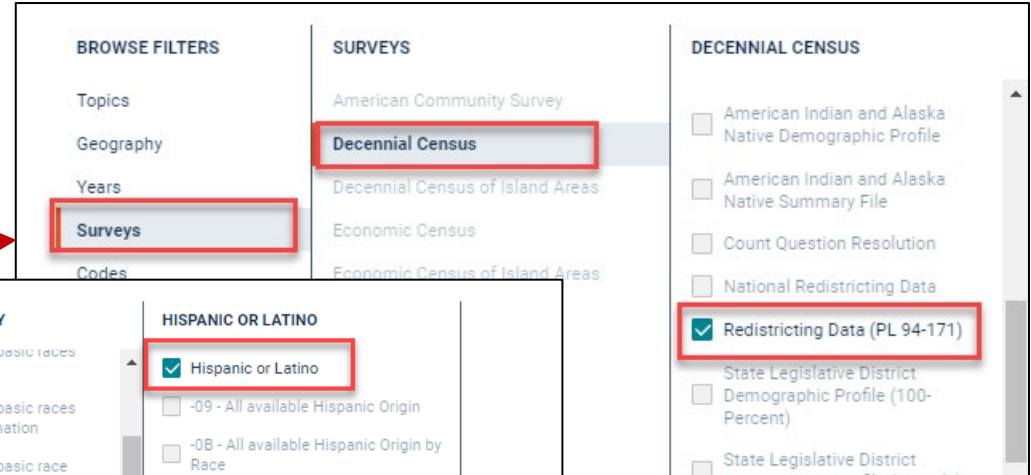 BROWSE FILTERS
Topics
Geography
Years
Surveys
Codes
SURVEYS
American Community Survey
Decennial Census
Decennial Census of Island Areas
Economic Census
Economic Census of Island Areas
DECENNIAL CENSUS
American Indian and Alaska
Native Demographic Profile
American Indian and Alaska
Native Summary File
Count Question Resolution
National Redistricting Data
Redistricting Data (PL 94-171)
State Legislative District
Demographic Profile (100-
Percent)
State Legislative District
Y
basic races
basic races
nation
basic race
HISPANIC OR LATINO
Hispanic or Latino
-09 - All available Hispanic Origin
-0B - All available Hispanic Origin by
Race